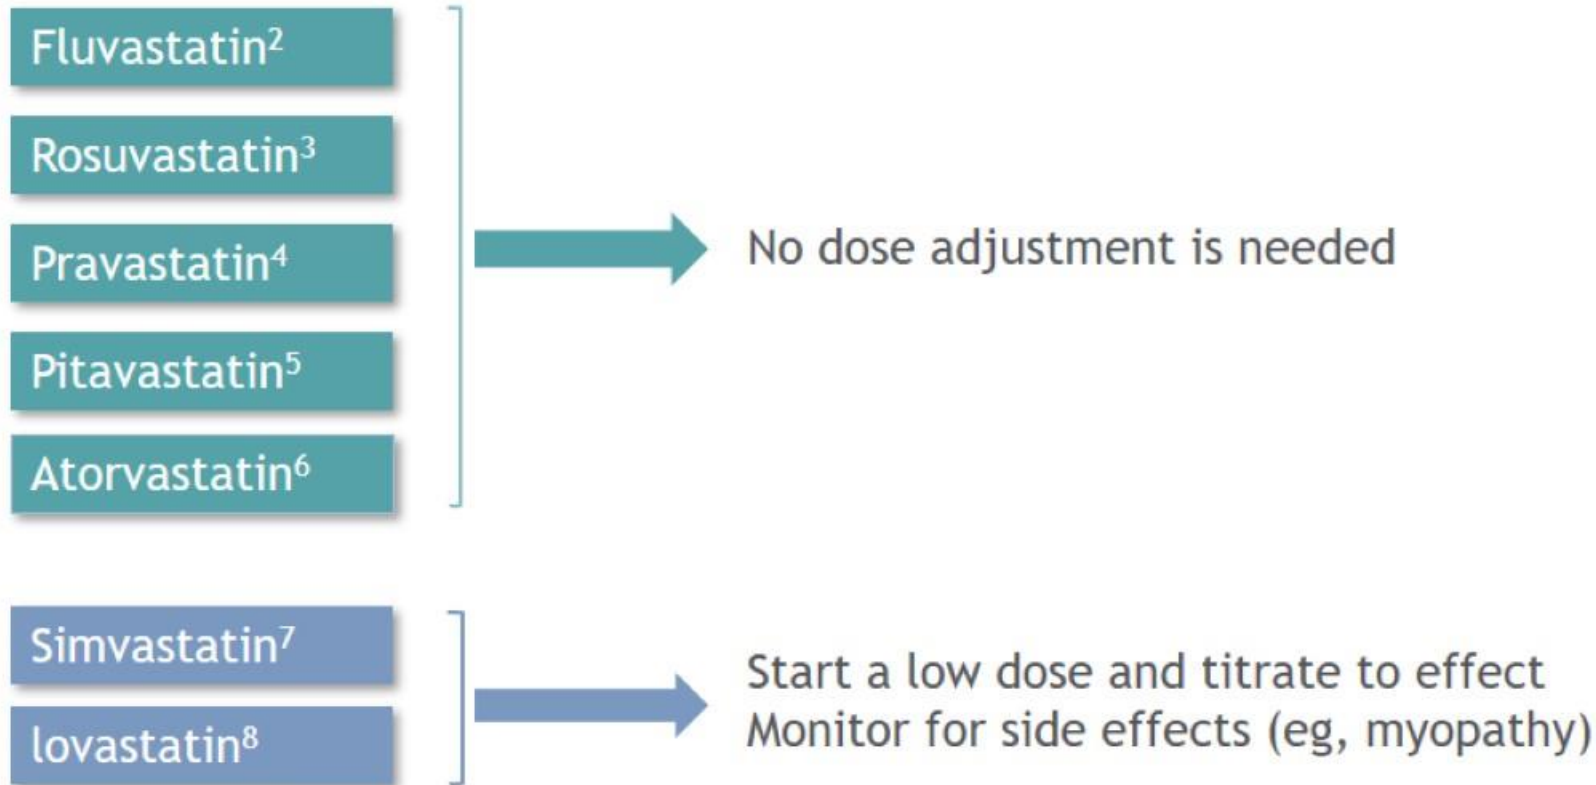 Fluvastatin²
Rosuvastatin³
Pravastatin⁴
Pitavastatin⁵
Atorvastatin⁶
No dose adjustment is needed
Simvastatin⁷
lovastatin⁸
Start a low dose and titrate to effect
Monitor for side effects (eg, myopathy)